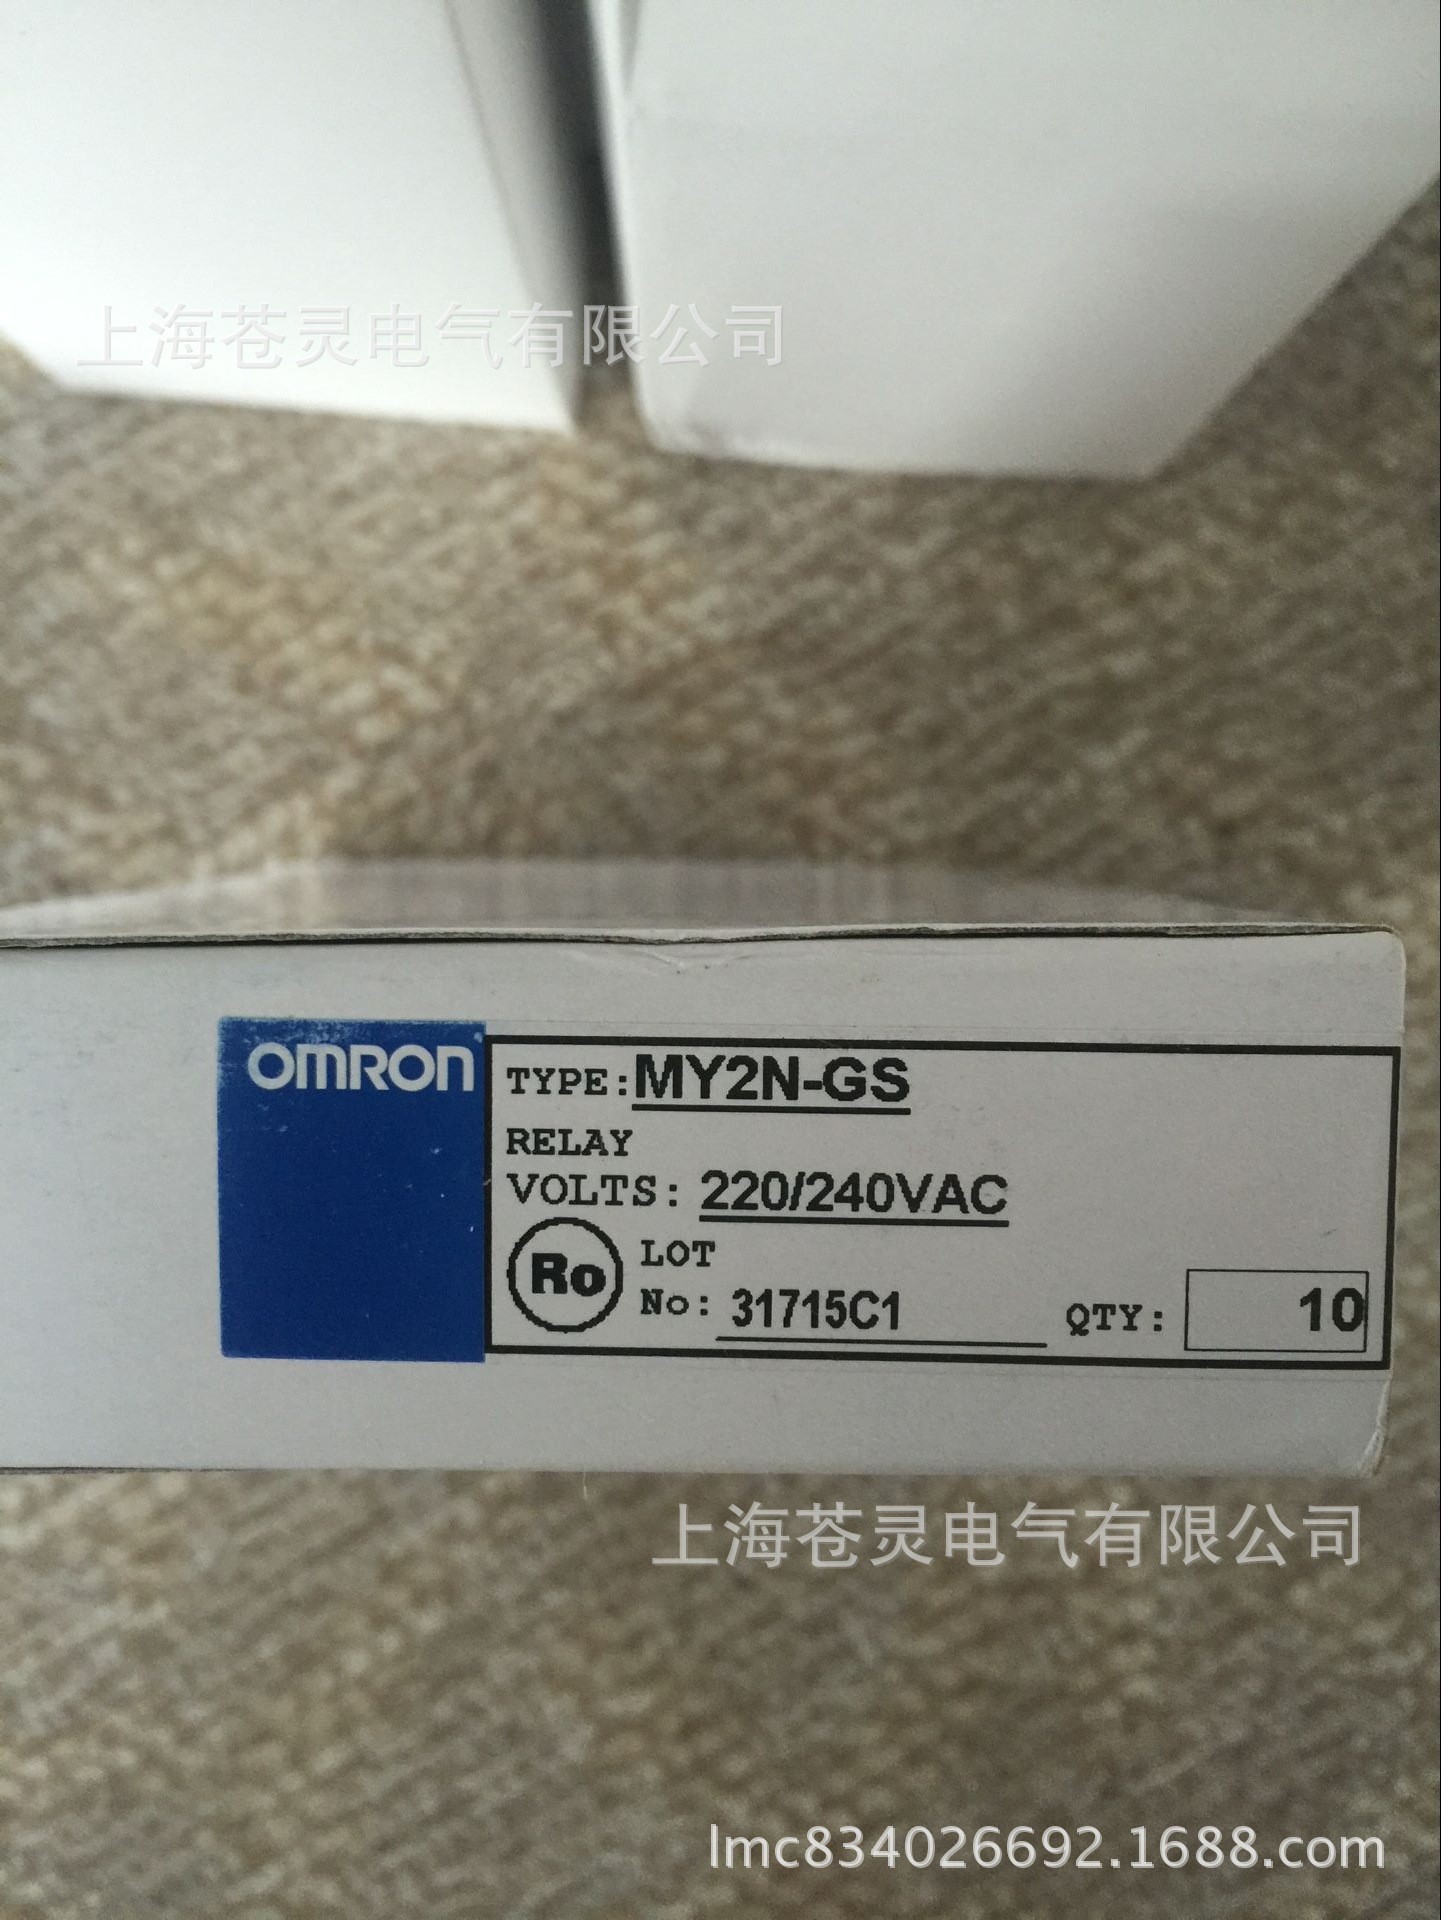 上海苍灵电气有限公司
OMRON
TYPE: MY2N-GS
RELAY
VOLTS: 220/240VAC
Ro
LOT
No: 31715C1
QTY: 10
上海苍灵电气有限公司
lmc834026692.1688.com